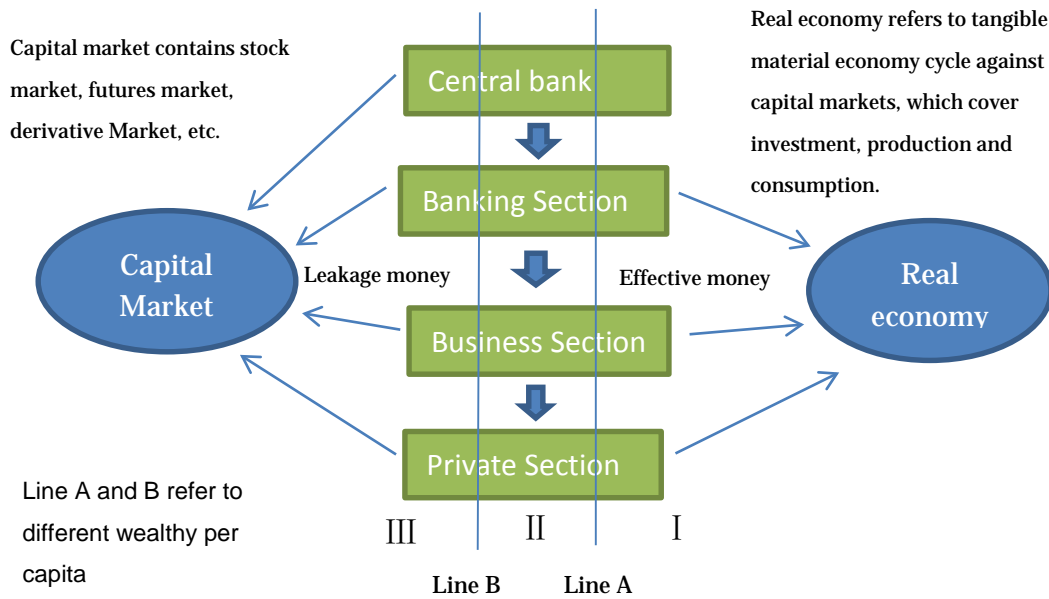 Capital market contains stock
market, futures market,
derivative Market, etc.
Real economy refers to tangible
material economy cycle against
capital markets, which cover
investment, production and
consumption.
Central bank
Banking Section
Capital
Market
Leakage money
Effective money
Real
economy
Business Section
Private Section
Line A and B refer to
different wealthy per
capita
III
II
I
Line B
Line A